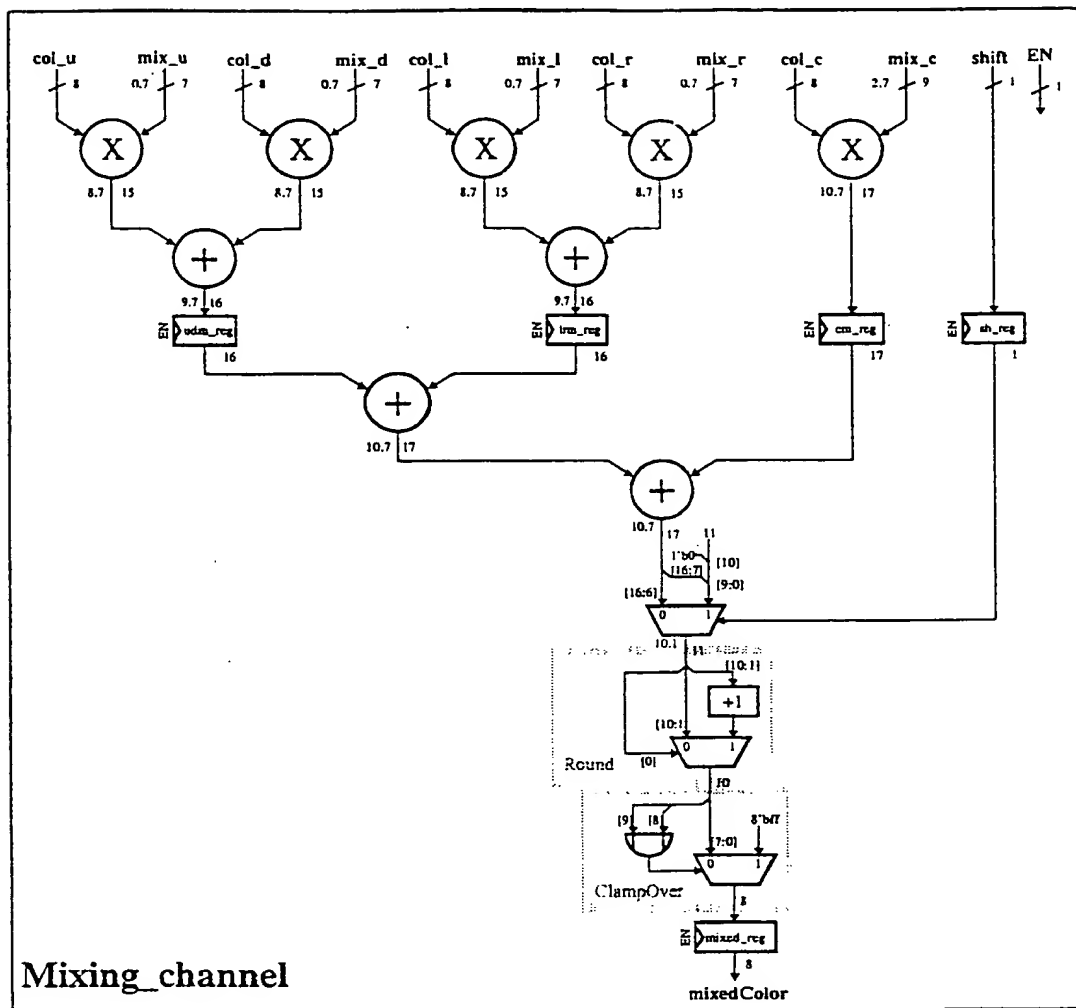 col_u mix_u col_d mix_d col_l mix_l col_r mix_r col_c mix_c shift EN
8 0.7 7 8 0.7 7 8 0.7 7 8 0.7 7 8 2.7 9 1 1
X X X X X
8.7 15 8.7 15 8.7 15 8.7 15 10.7 17
+ +
9.7 16 9.7 16
EN udm_reg EN lrm_reg EN cm_reg EN sh_reg
16 16 17 1
+
10.7 17
+
10.7 17 11
1'b0 [10]
[16:7]
[16:6] [9:0]
0 1
10.1 11
[10:1]
+1
[10:1]
0 1
[0]
Round
10
[9] [8] 8'bff
[7:0]
0 1
ClampOver
8
EN mixed_reg
8
Mixing_channel
mixedColor